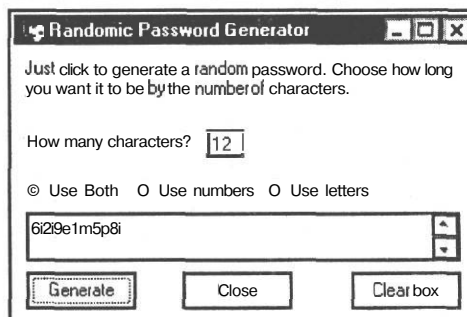 Randomic Password Generator
Just click to generate a random password. Choose how long
you want it to be by the number of characters.
How many characters? 12
© Use Both O Use numbers O Use letters
6i2i9e1m5p8i
Generate Close Clear box